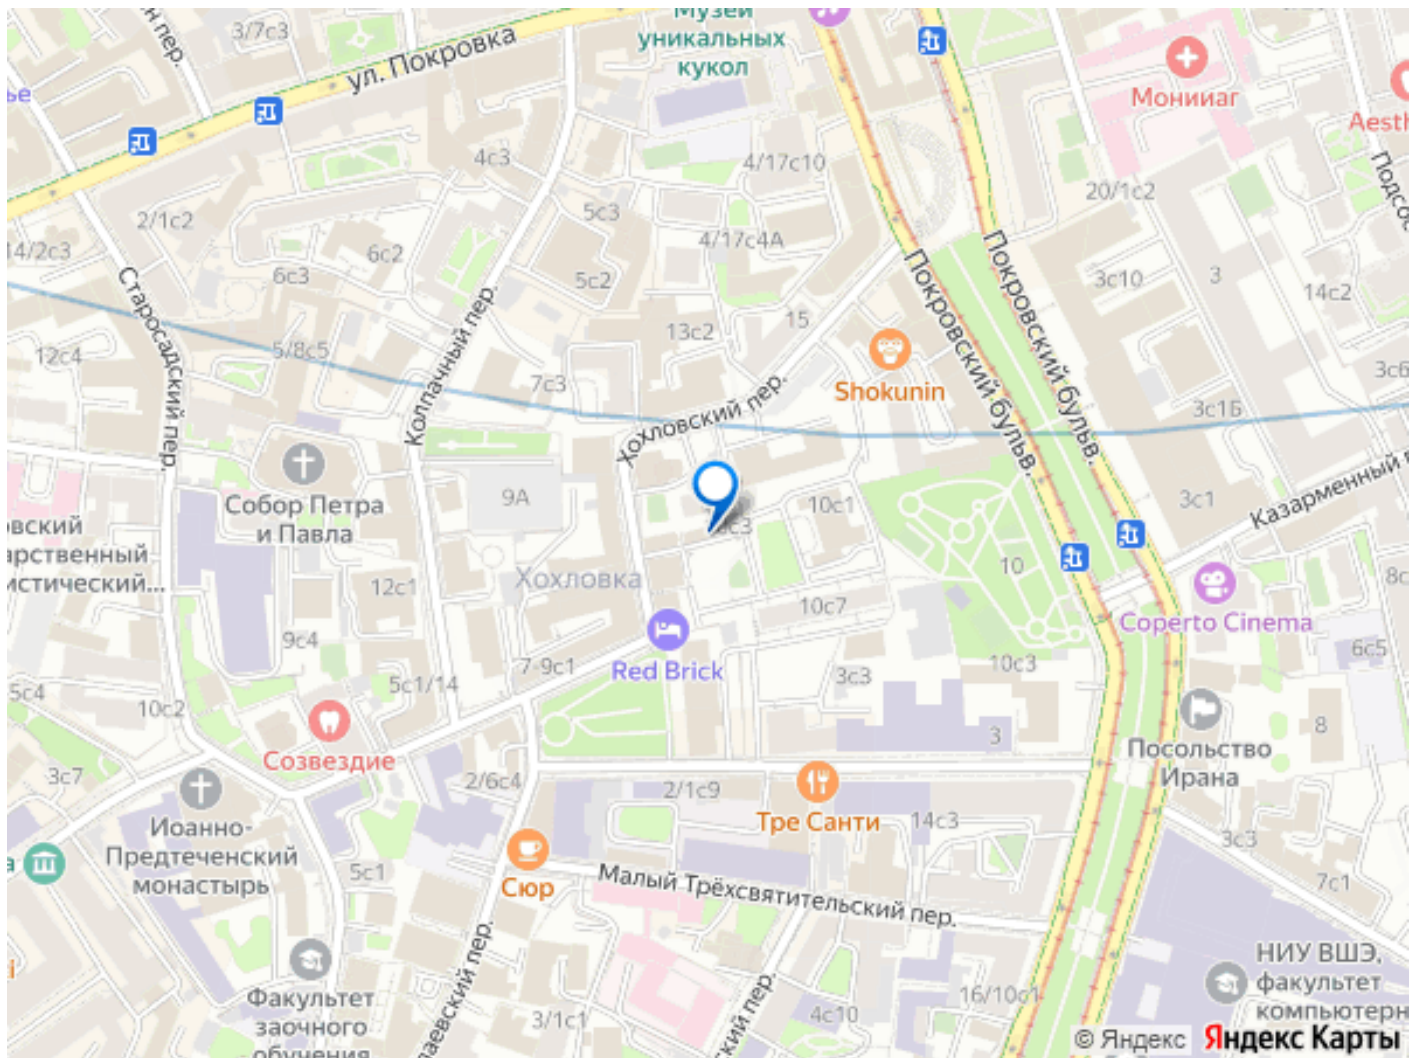 Музей
уникальных
кукол
3/7с3
ул. Покровка
Монииаг
4с3
4/17с10
20/1с2
2/1с2
5с3
4/17с4А
14/2с3
6с2
6с3
5с2
Покровский бульв.
Покровский бульв.
3с10
3
14с2
Старосадский пер.
Колпачный пер.
13с2
15
12с4
5/8с5
7с3
Shokunin
3с6
Хохловский пер.
3с1Б
Собор Петра
и Павла
9А
10с1
3с1
Казарменный
12с1
Хохловка
10
10с7
Coperto Cinema
9с4
Red Brick
7-9с1
3с3
10с3
6с5
5с1/14
5с4
10с2
Созвездие
3
8
Посольство
Ирана
3с7
2/6с4
2/1с9
Тре Санти
14с3
3с3
Иоанно-
Предтеченский
монастырь
5с1
Сюр
Малый Трёхсвятительский пер.
7с1
НИУ ВШЭ,
факультет
Факультет
заочного
обучения
16/10с1
3/1с1
4с10
© Яндекс Яндекс Карты